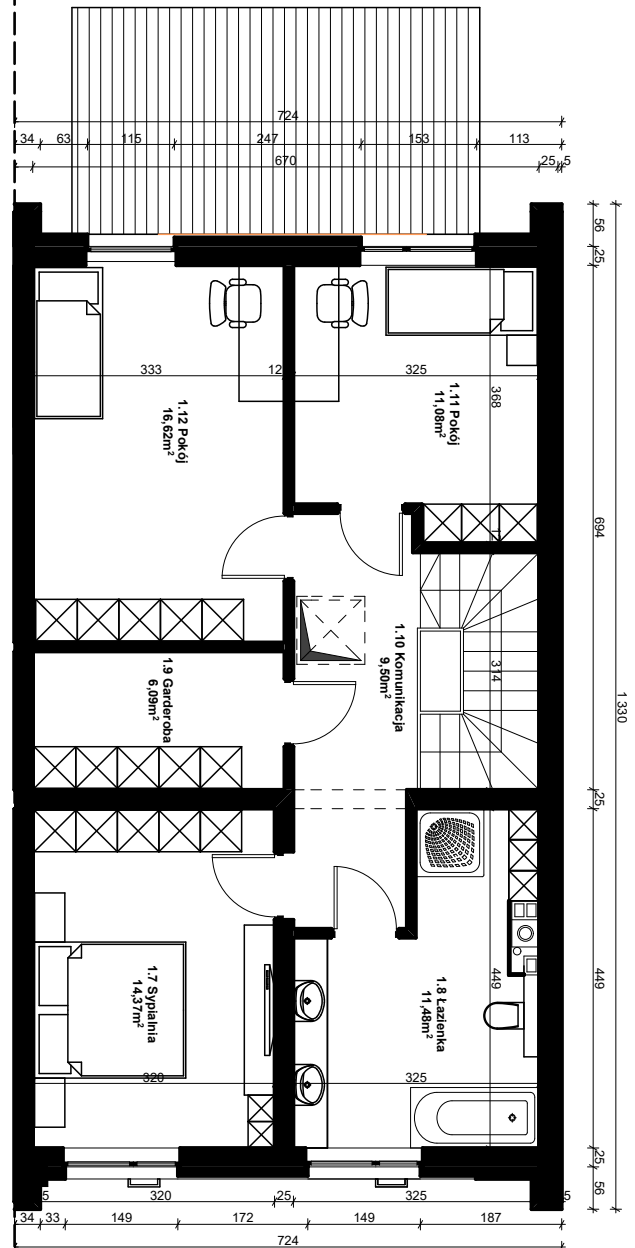 724
34 63 115 247 153 113
670 25 5
56
25
333 12 325
368
1.12 Pokój
16,62m²
1.11 Pokój
11,08m²
694
1.10 Komunikacja
9,50m²
314
1.9 Garderoba
6,09m²
1 330
25
1.7 Sypialnia
14,37m²
1.8 Łazienka
11,48m²
449
449
320 325
25
56
5 320 25 325 5
34 33 149 172 149 187
724